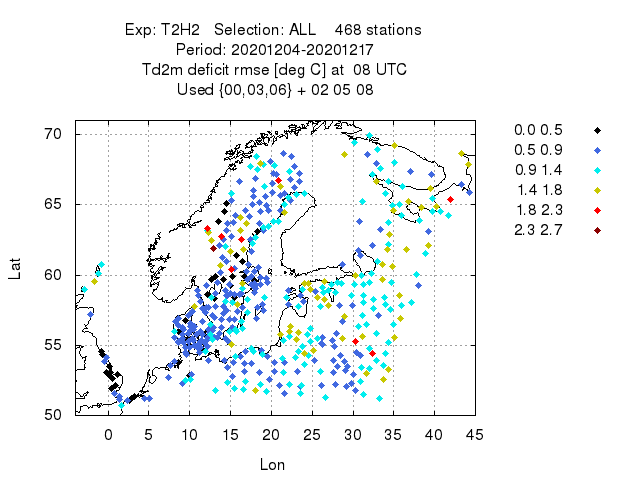 Exp: T2H2   Selection: ALL    468 stations
Period: 20201204-20201217
Td2m deficit rmse [deg C] at  08 UTC
Used {00,03,06} + 02 05 08
0.0 0.5
0.5 0.9
0.9 1.4
1.4 1.8
1.8 2.3
2.3 2.7
70
65
60
55
50
Lat
0 5 10 15 20 25 30 35 40 45
Lon